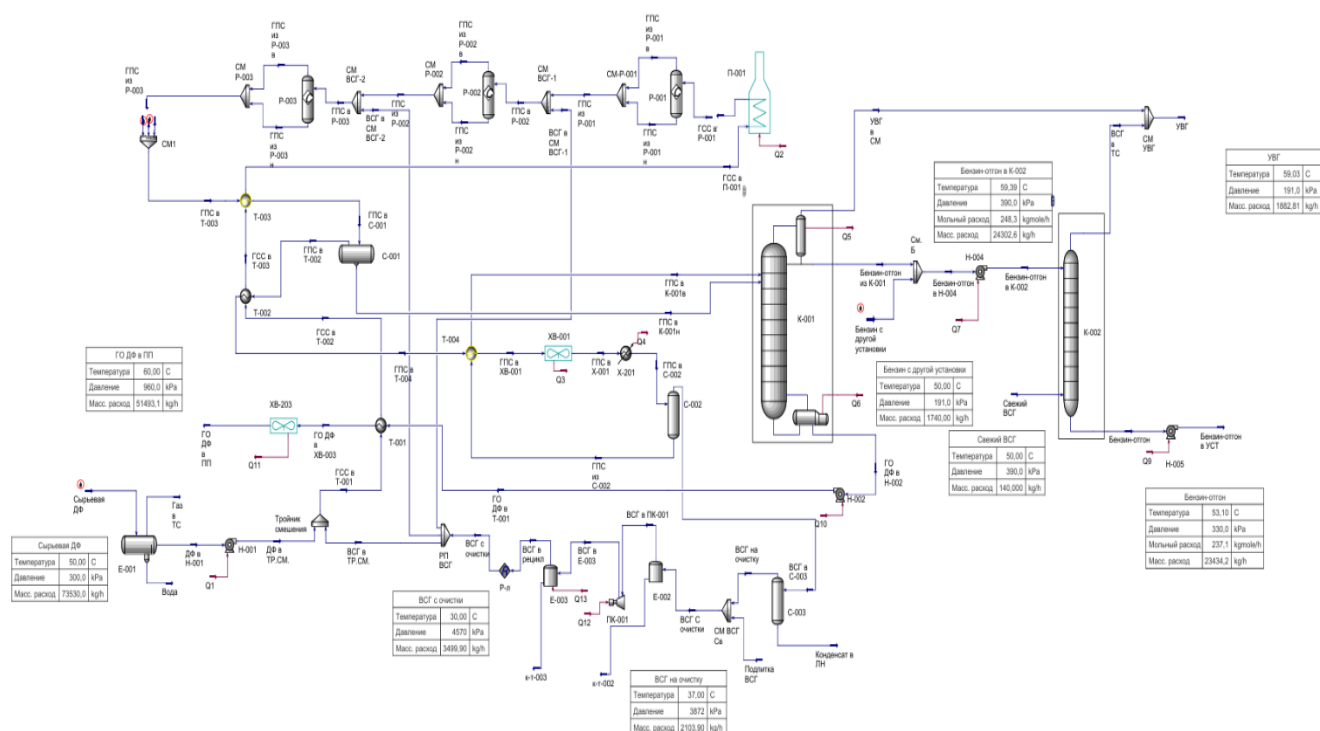 ГПС
из
Р-003
в
ГПС
из
Р-002
в
ГПС
из
Р-001
в
ГПС
из
Р-003
СМ
Р-003
СМ
ВСГ-2
СМ Р-002
СМ
ВСГ-1
СМ-Р-001
П-001
Р-003
Р-002
Р-001
ГПС в
Р-003
ВСГ в
СМ
ВСГ-2
ГПС
из
Р-002
ГПС в
Р-002
ВСГ в
СМ
ВСГ-1
ГПС
из
Р-001
ГСС в
Р-001
ГПС
из
Р-003
н
ГПС
из
Р-002
н
ГПС
из
Р-001
н
СМ1
Q2
УВГ
в
СМ
ВСГ
в
ТС
СМ
УВГ
УВГ
УВГ
Температура 59,03 C
Давление 191,0 kPa
Масс. расход 1882,81 kg/h
Бензин-отгон в К-002
Температура 59,39 C
Давление 390,0 kPa
Мольный расход 248,3 kgmole/h
Масс. расход 24302,6 kg/h
ГСС в
П-001
ГПС в
Т-003
Т-003
ГПС в
С-001
ГСС в
Т-003
ГПС в
Т-002
С-001
Т-002
Q5
К-001
См.
Б
Н-004
Бензин-отгон
из К-001
Бензин-отгон
в Н-004
Бензин-отгон
в К-002
К-002
Q7
Бензин с
другой
установки
ГПС в
К-001в
ГПС в
К-001н
ГСС в
Т-002
ГПС в
Т-004
Т-004
ГПС в
ХВ-001
ХВ-001
Q3
ГПС в
Х-001
Q4
Х-201
ГПС в
С-002
С-002
ГПС
из
С-002
Q6
Бензин с другой установки
Температура 50,00 C
Давление 191,0 kPa
Масс. расход 1740,00 kg/h
Свежий
ВСГ
Свежий ВСГ
Температура 50,00 C
Давление 390,0 kPa
Масс. расход 140,000 kg/h
Бензин-отгон
Q9
Н-005
Бензин-отгон
в УСТ
Бензин-отгон
Температура 53,10 C
Давление 330,0 kPa
Мольный расход 237,1 kgmole/h
Масс. расход 23434,2 kg/h
ГО ДФ в ПП
Температура 60,00 C
Давление 960,0 kPa
Масс. расход 51493,1 kg/h
ХВ-203
ГО
ДФ
в
ПП
Q11
ГО ДФ
в
ХВ-003
Т-001
ГСС в
Т-001
ГО
ДФ в
Т-001
ГО
ДФ в
Н-002
Н-002
Q10
Сырьевая
ДФ
Газ
в
ТС
Тройник
смешения
Сырьевая ДФ
Температура 50,00 C
Давление 300,0 kPa
Масс. расход 73530,0 kg/h
Е-001
ДФ в
Н-001
Н-001
ДФ в
ТР.СМ.
ВСГ в
ТР.СМ.
Вода
Q1
РП
ВСГ
ВСГ с
очистки
Р-л
ВСГ в
рецикл
Е-003
ВСГ в
Е-003
Q13
Q12
ПК-001
ВСГ в ПК-001
Е-002
ВСГ С
очистки
ВСГ на
очистку
СМ ВСГ
Св
ВСГ в
С-003
С-003
Подпитка
ВСГ
Конденсат в
ЛН
ВСГ с очистки
Температура 30,00 C
Давление 4570 kPa
Масс. расход 3499,90 kg/h
к-т-003
к-т-002
ВСГ на очистку
Температура 37,00 C
Давление 3872 kPa
Масс. расход 2103,90 kg/h